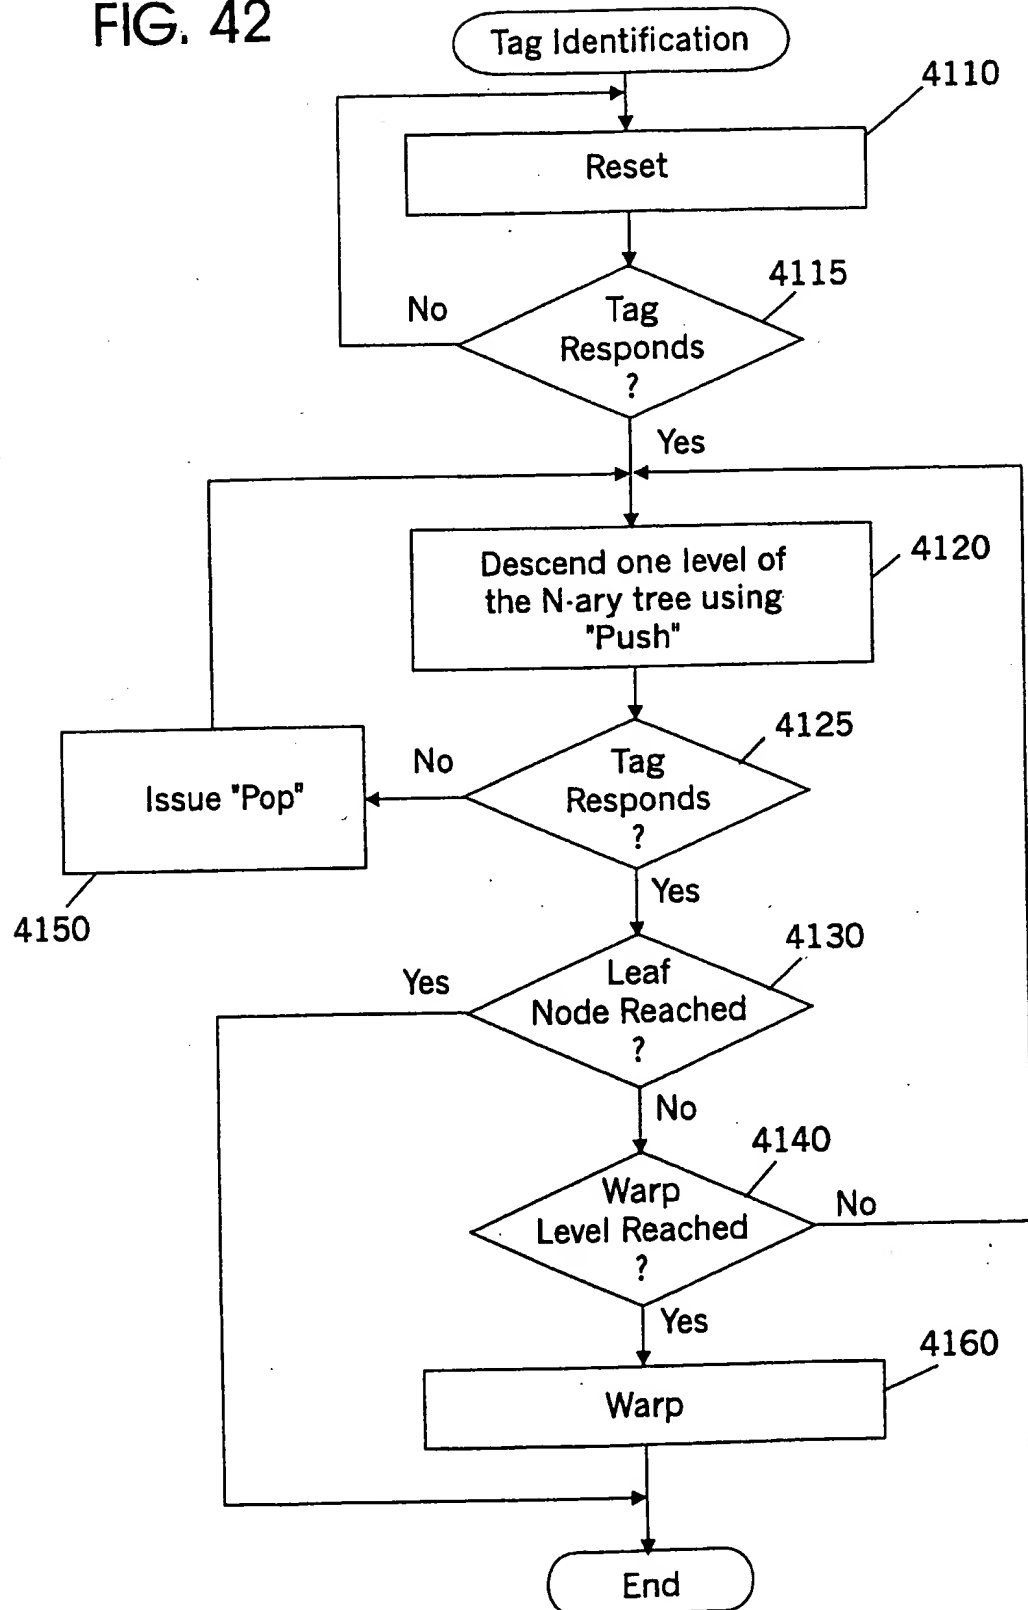 FIG. 42
Tag Identification
4110
Reset
4115
No
Tag
Responds
?
Yes
Descend one level of
the N-ary tree using
"Push"
4120
4125
No
Tag
Responds
?
Issue "Pop"
4150
Yes
4130
Yes
Leaf
Node Reached
?
No
4140
Warp
Level Reached
?
No
Yes
4160
Warp
End